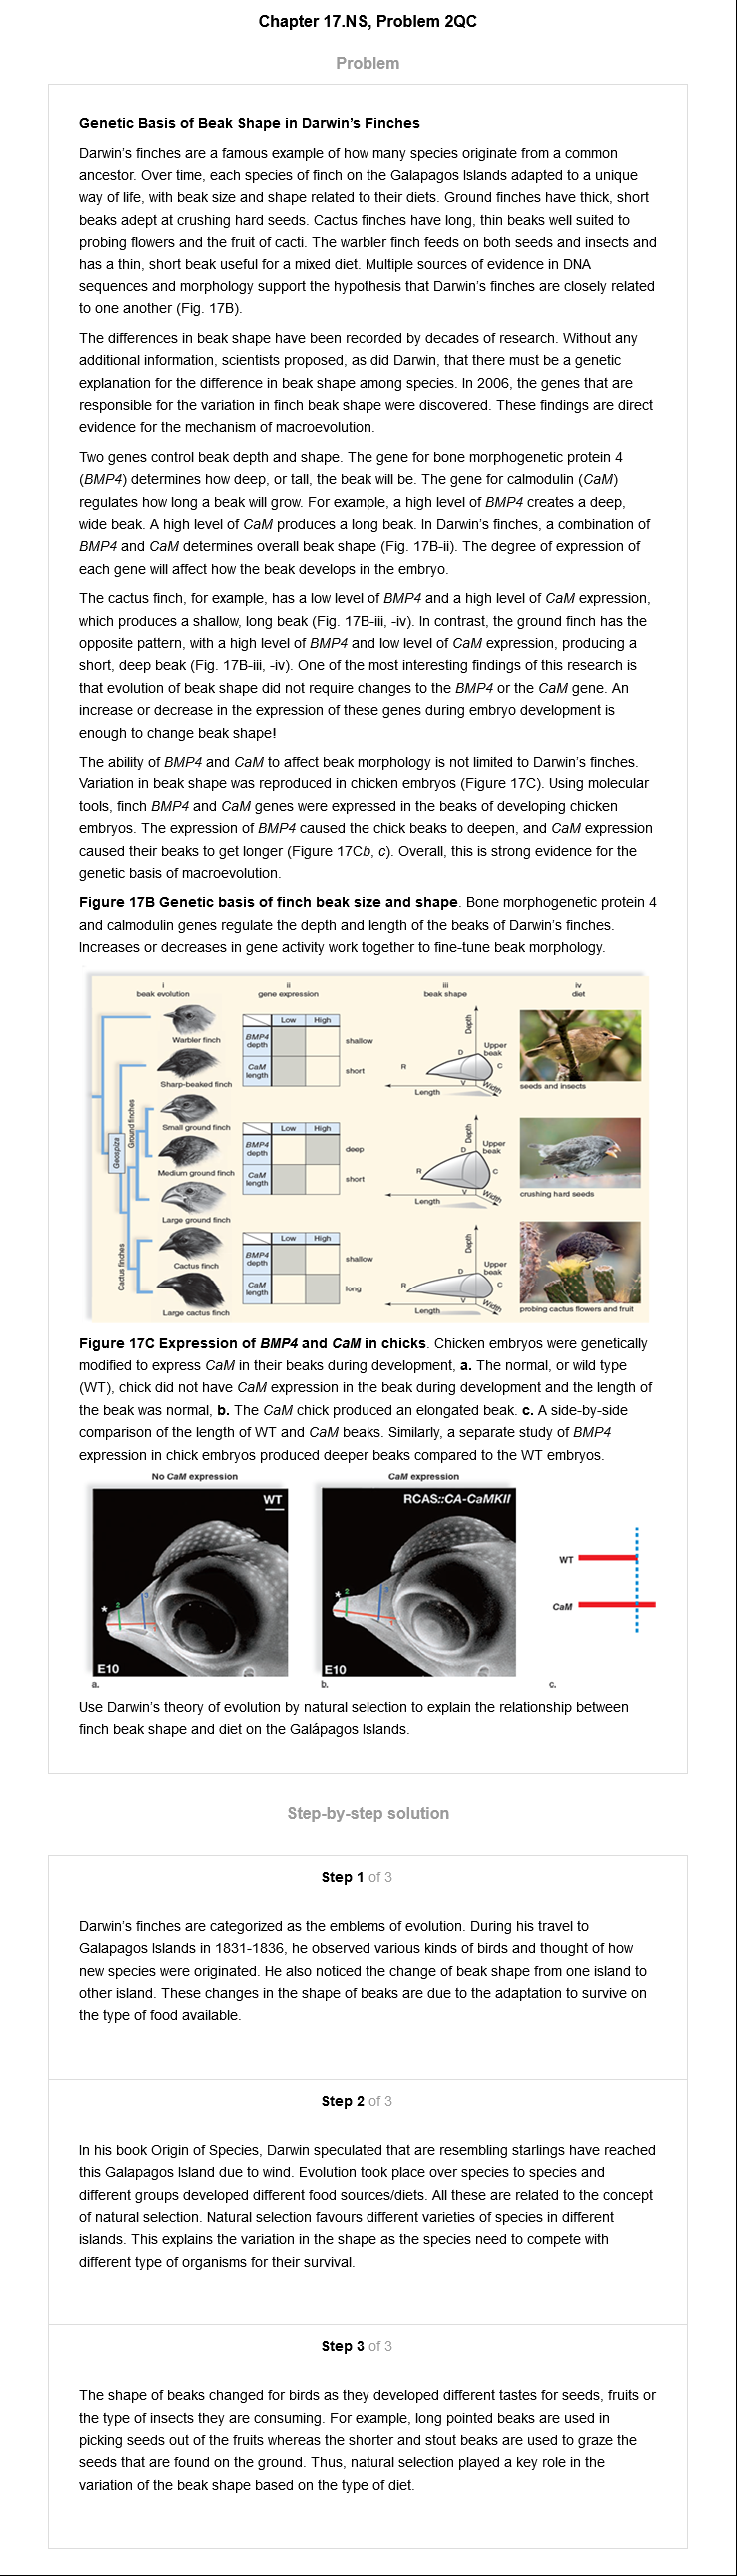 Chapter 17.NS, Problem 2QC
Problem
Genetic Basis of Beak Shape in Darwin's Finches
Darwin's finches are a famous example of how many species originate from a common
ancestor. Over time, each species of finch on the Galapagos Islands adapted to a unique
way of life, with beak size and shape related to their diets. Ground finches have thick, short
beaks adept at crushing hard seeds. Cactus finches have long, thin beaks well suited to
probing flowers and the fruit of cacti. The warbler finch feeds on both seeds and insects and
has a thin, short beak useful for a mixed diet. Multiple sources of evidence in DNA
sequences and morphology support the hypothesis that Darwin's finches are closely related
to one another (Fig. 17B).
The differences in beak shape have been recorded by decades of research. Without any
additional information, scientists proposed, as did Darwin, that there must be a genetic
explanation for the difference in beak shape among species. In 2006, the genes that are
responsible for the variation in finch beak shape were discovered. These findings are direct
evidence for the mechanism of macroevolution.
Two genes control beak depth and shape. The gene for bone morphogenetic protein 4
(BMP4) determines how deep, or tall, the beak will be. The gene for calmodulin (CaM)
regulates how long a beak will grow. For example, a high level of BMP4 creates a deep,
wide beak. A high level of CaM produces a long beak. In Darwin's finches, a combination of
BMP4 and CaM determines overall beak shape (Fig. 17B-ii). The degree of expression of
each gene will affect how the beak develops in the embryo.
The cactus finch, for example, has a low level of BMP4 and a high level of CaM expression,
which produces a shallow, long beak (Fig. 17B-iii, -iv). In contrast, the ground finch has the
opposite pattern, with a high level of BMP4 and low level of CaM expression, producing a
short, deep beak (Fig. 17B-iii, -iv). One of the most interesting findings of this research is
that evolution of beak shape did not require changes to the BMP4 or the CaM gene. An
increase or decrease in the expression of these genes during embryo development is
enough to change beak shape!
The ability of BMP4 and CaM to affect beak morphology is not limited to Darwin's finches.
Variation in beak shape was reproduced in chicken embryos (Figure 17C). Using molecular
tools, finch BMP4 and CaM genes were expressed in the beaks of developing chicken
embryos. The expression of BMP4 caused the chick beaks to deepen, and CaM expression
caused their beaks to get longer (Figure 17Cb, c). Overall, this is strong evidence for the
genetic basis of macroevolution.
Figure 17B Genetic basis of finch beak size and shape. Bone morphogenetic protein 4
and calmodulin genes regulate the depth and length of the beaks of Darwin's finches.
Increases or decreases in gene activity work together to fine-tune beak morphology.
i ii iii iv
beak evolution gene expression beak shape diet
Warbler finch
Sharp-beaked finch
Low High
BMP4 depth shallow
CaM length short
Depth
D Upper beak
R C
V Width
Length
seeds and insects
Geospiza
Ground finches
Small ground finch
Medium ground finch
Large ground finch
Low High
BMP4 depth deep
CaM length short
Depth
D Upper beak
R C
V Width
Length
crushing hard seeds
Cactus finches
Cactus finch
Large cactus finch
Low High
BMP4 depth shallow
CaM length long
Depth
D Upper beak
R C
V Width
Length
probing cactus flowers and fruit
Figure 17C Expression of BMP4 and CaM in chicks. Chicken embryos were genetically
modified to express CaM in their beaks during development, a. The normal, or wild type
(WT), chick did not have CaM expression in the beak during development and the length of
the beak was normal, b. The CaM chick produced an elongated beak. c. A side-by-side
comparison of the length of WT and CaM beaks. Similarly, a separate study of BMP4
expression in chick embryos produced deeper beaks compared to the WT embryos.
No CaM expression CaM expression
WT
* 2
E10
a.
RCAS::CA-CaMKII
* 2
E10
b.
WT
CaM
c.
Use Darwin's theory of evolution by natural selection to explain the relationship between
finch beak shape and diet on the Galápagos Islands.
Step-by-step solution
Step 1 of 3
Darwin's finches are categorized as the emblems of evolution. During his travel to
Galapagos Islands in 1831-1836, he observed various kinds of birds and thought of how
new species were originated. He also noticed the change of beak shape from one island to
other island. These changes in the shape of beaks are due to the adaptation to survive on
the type of food available.
Step 2 of 3
In his book Origin of Species, Darwin speculated that are resembling starlings have reached
this Galapagos Island due to wind. Evolution took place over species to species and
different groups developed different food sources/diets. All these are related to the concept
of natural selection. Natural selection favours different varieties of species in different
islands. This explains the variation in the shape as the species need to compete with
different type of organisms for their survival.
Step 3 of 3
The shape of beaks changed for birds as they developed different tastes for seeds, fruits or
the type of insects they are consuming. For example, long pointed beaks are used in
picking seeds out of the fruits whereas the shorter and stout beaks are used to graze the
seeds that are found on the ground. Thus, natural selection played a key role in the
variation of the beak shape based on the type of diet.